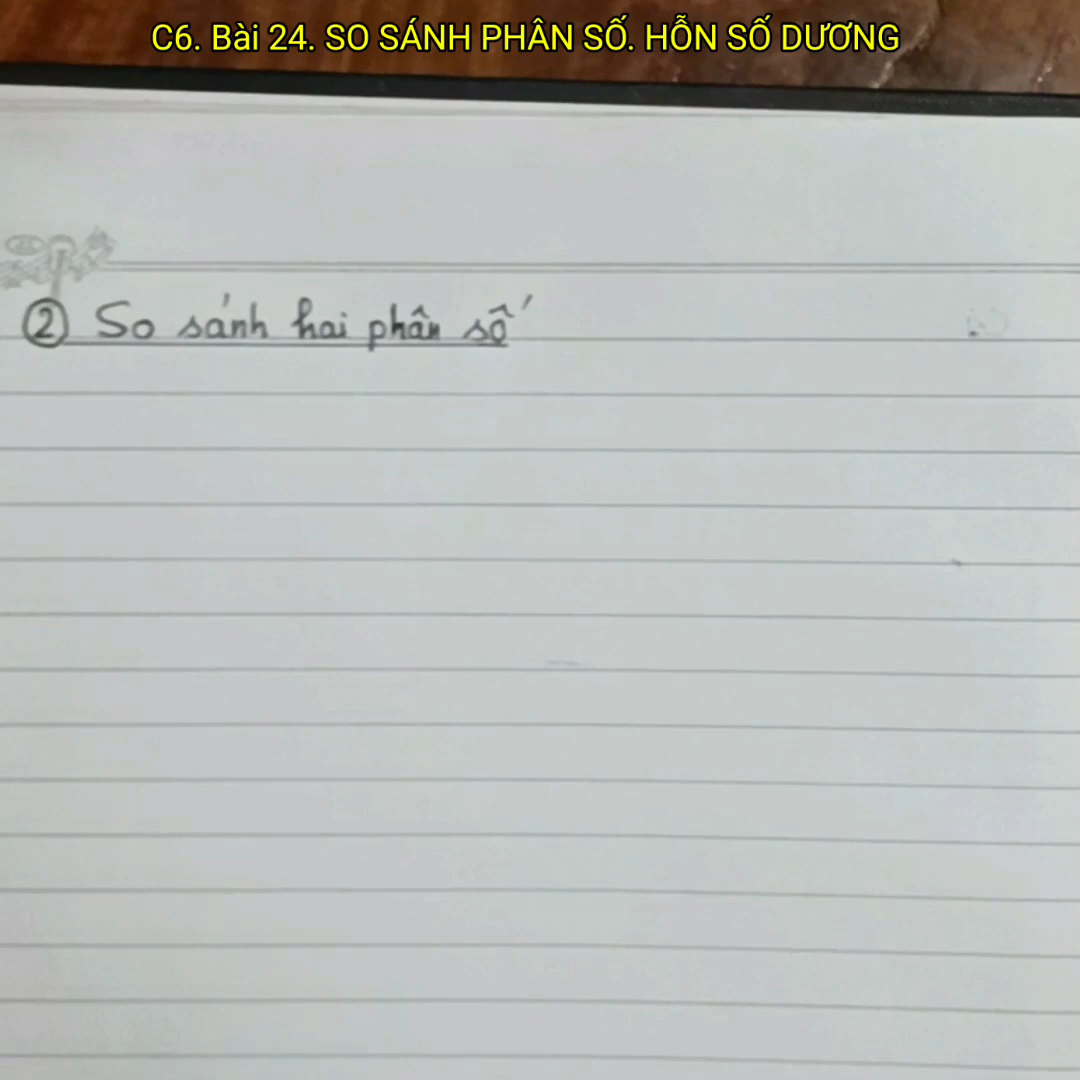 C6. Bài 24. SO SÁNH PHÂN SỐ. HỖN SỐ DƯƠNG
② So sánh hai phân số